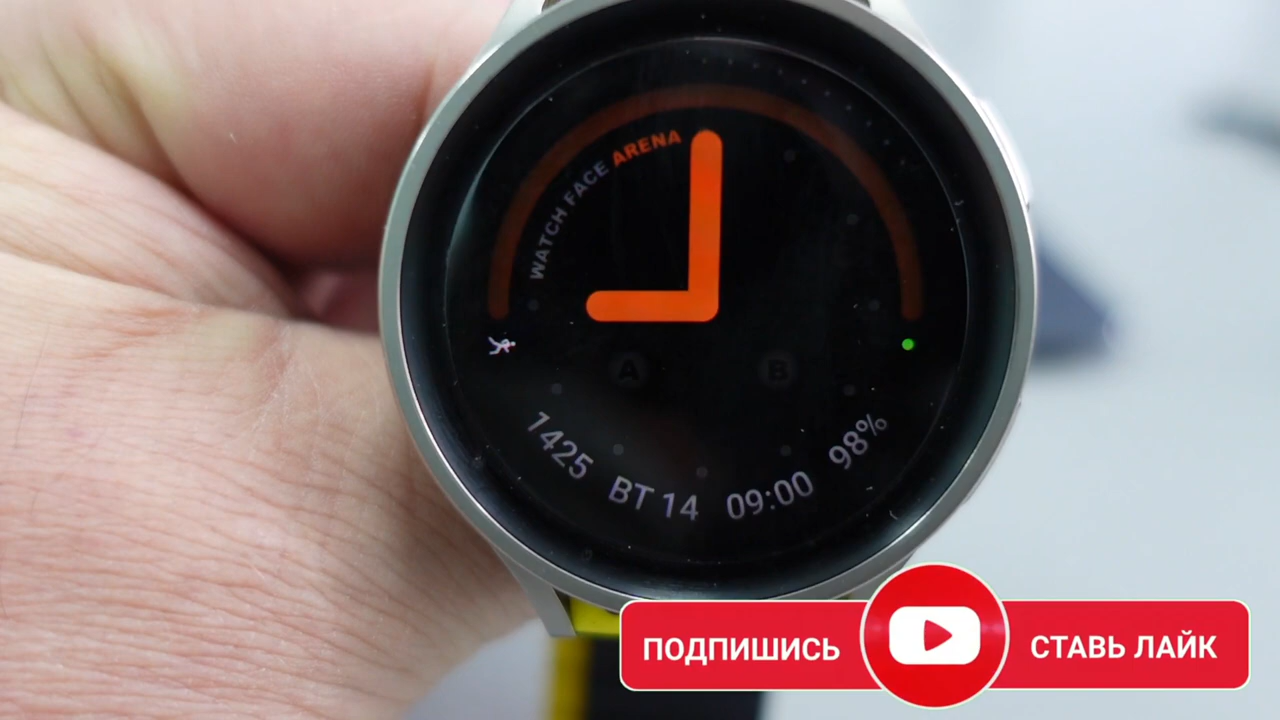 WATCH FACE ARENA
A
B
1425 ВТ 14 09:00 98%
ПОДПИШИСЬ
СТАВЬ ЛАЙК